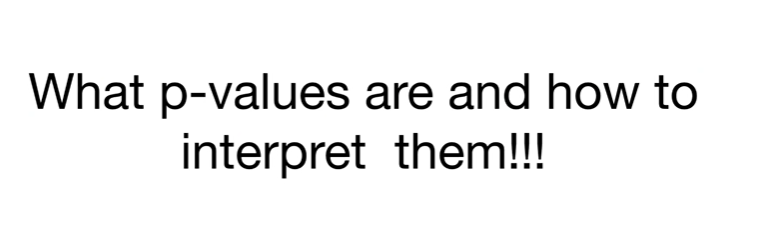 What p-values are and how to
interpret  them!!!